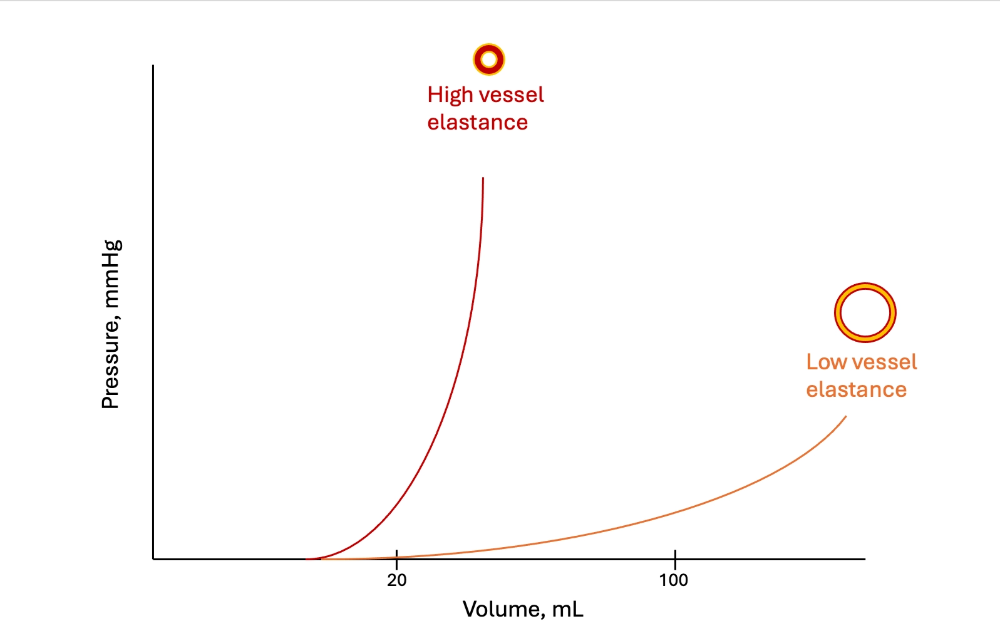 High vessel
elastance
Pressure, mmHg
Low vessel
elastance
20
100
Volume, mL